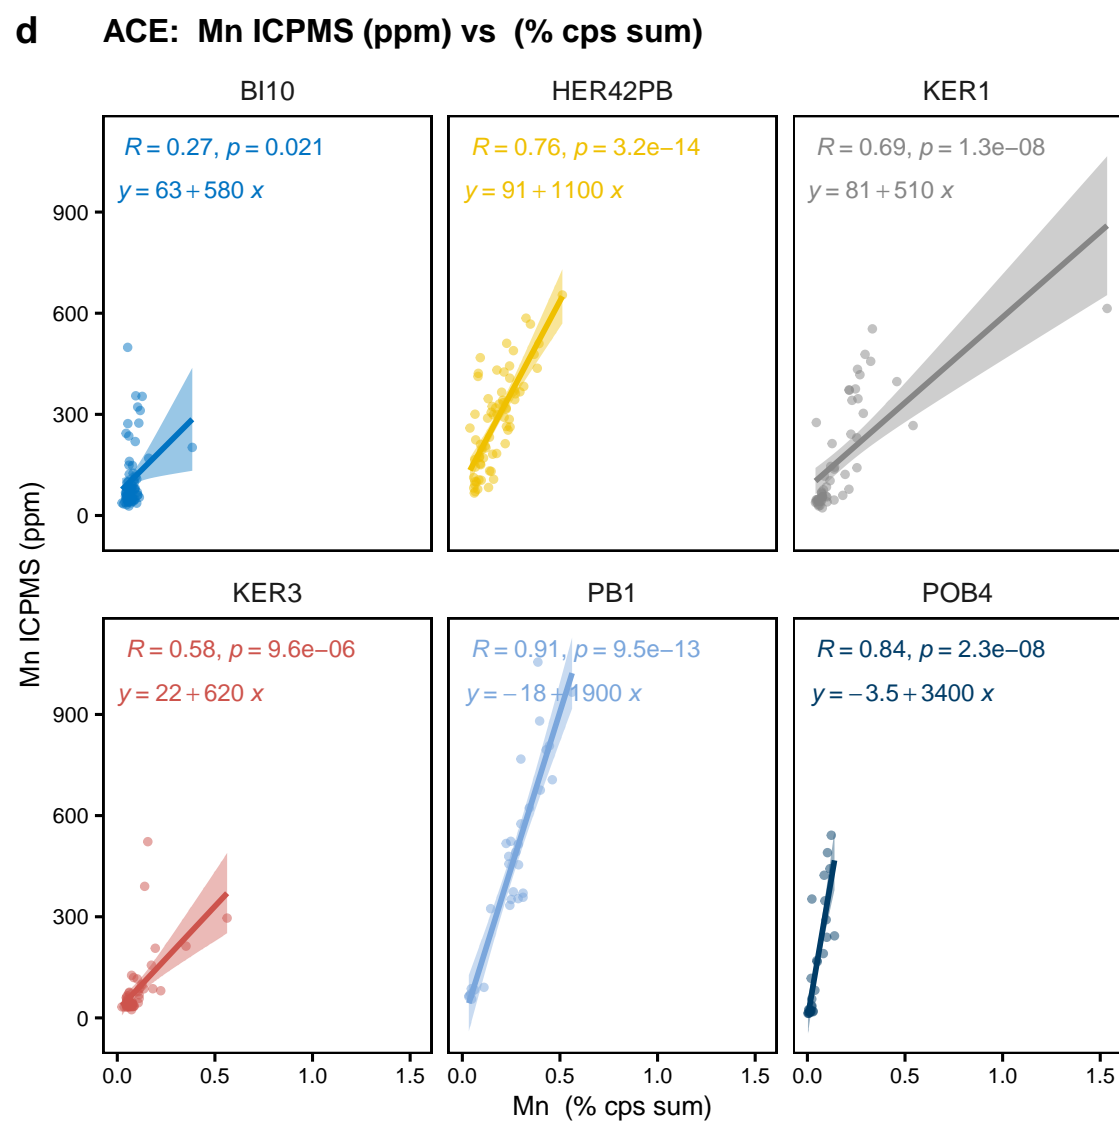 d ACE: Mn ICPMS (ppm) vs (% cps sum)
BI10 HER42PB KER1
R = 0.27, p = 0.021 R = 0.76, p = 3.2e−14 R = 0.69, p = 1.3e−08
y = 63 + 580 x y = 91 + 1100 x y = 81 + 510 x
900
600
300
0
Mn ICPMS (ppm)
KER3 PB1 POB4
R = 0.58, p = 9.6e−06 R = 0.91, p = 9.5e−13 R = 0.84, p = 2.3e−08
y = 22 + 620 x y = −18 + 1900 x y = −3.5 + 3400 x
900
600
300
0
0.0 0.5 1.0 1.5 0.0 0.5 1.0 1.5 0.0 0.5 1.0 1.5
Mn (% cps sum)